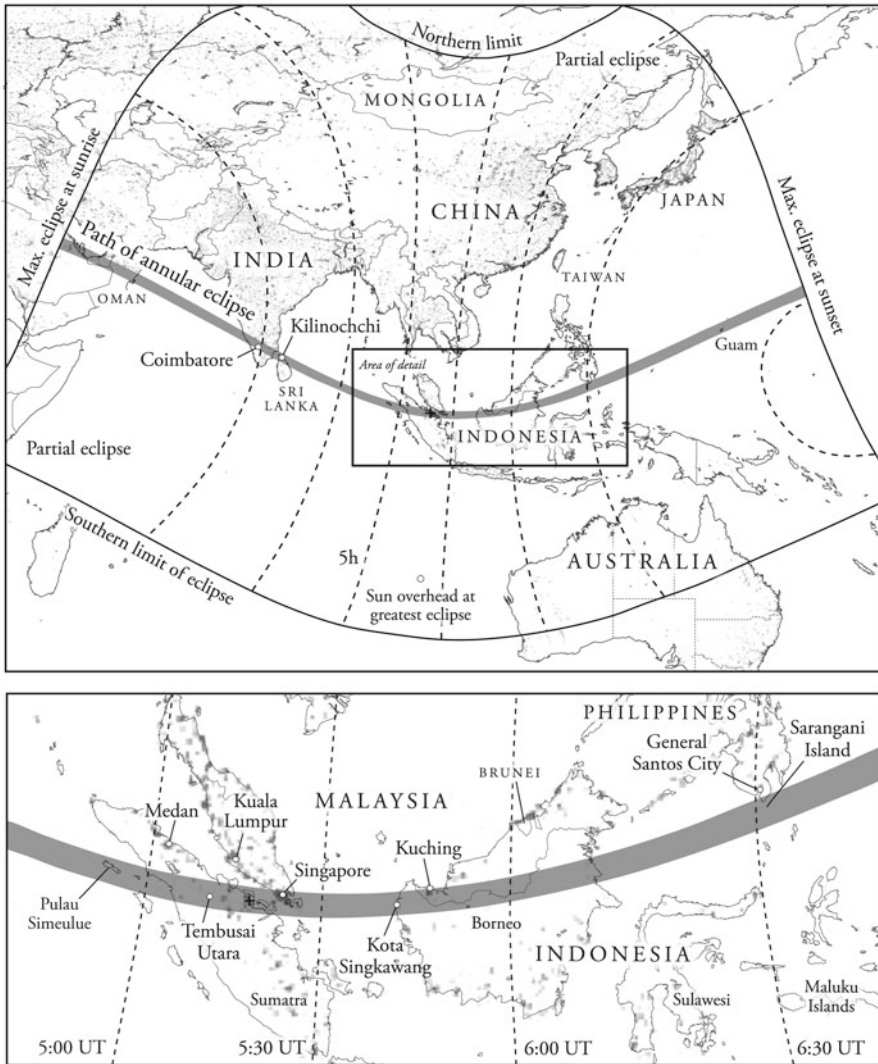 Northern limit
Partial eclipse
MONGOLIA
Max. eclipse at sunrise
CHINA
JAPAN
Max. eclipse at sunset
Path of annular eclipse
INDIA
OMAN
TAIWAN
Kilinochchi
Coimbatore
Guam
Area of detail
SRI
LANKA
INDONESIA
Partial eclipse
Southern limit of eclipse
5h
AUSTRALIA
Sun overhead at
greatest eclipse
PHILIPPINES
General
Santos City
Sarangani
Island
BRUNEI
Medan
Kuala
Lumpur
MALAYSIA
Kuching
Singapore
Pulau
Simeulue
Tembusai
Utara
Kota
Singkawang
Borneo
INDONESIA
Sumatra
Sulawesi
Maluku
Islands
5:00 UT
5:30 UT
6:00 UT
6:30 UT